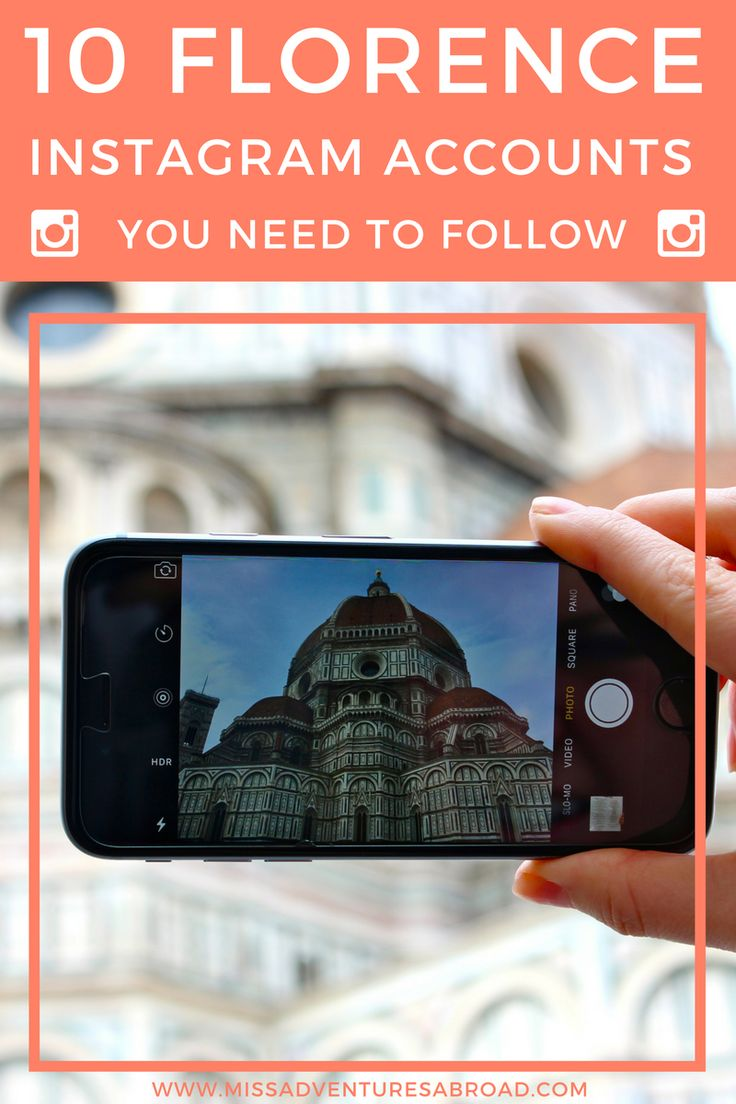 10 FLORENCE
INSTAGRAM ACCOUNTS
YOU NEED TO FOLLOW
HDR
PANO
SQUARE
PHOTO
VIDEO
SLO-MO
WWW.MISSADVENTURESABROAD.COM